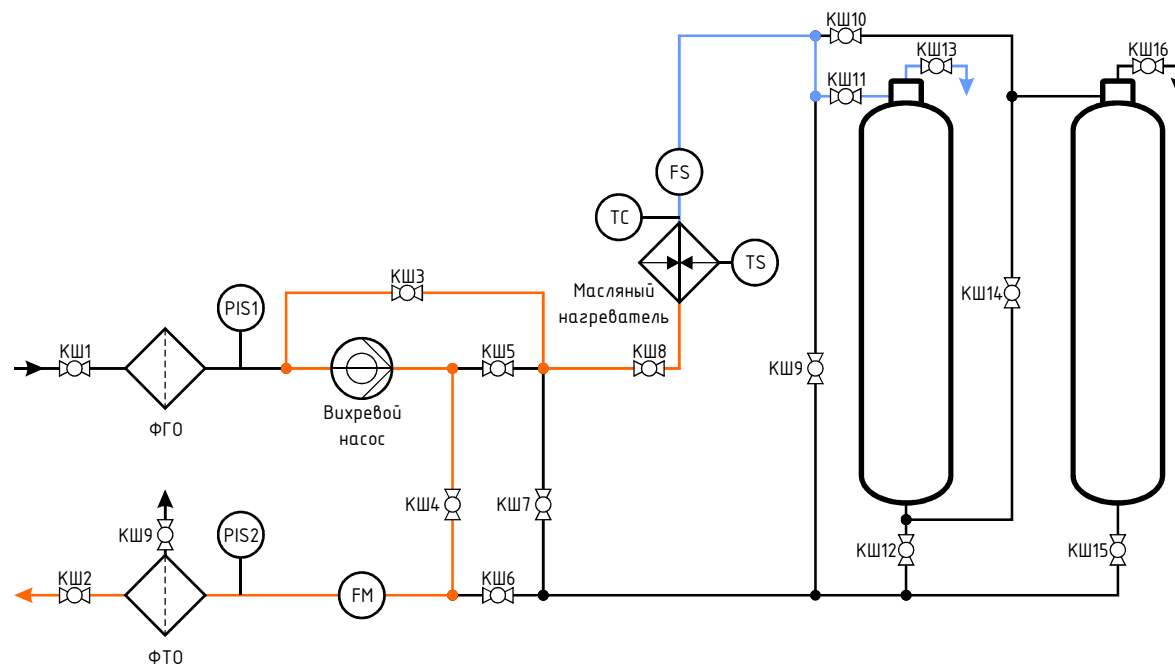 КШ10
КШ13
КШ16
КШ11
FS
TC
TS
КШ3
Масляный
нагреватель
PIS1
КШ14
КШ1
КШ5
КШ8
КШ9
Вихревой
насос
ФГО
КШ4
КШ7
КШ9
PIS2
КШ12
КШ15
КШ2
FM
КШ6
ФТО